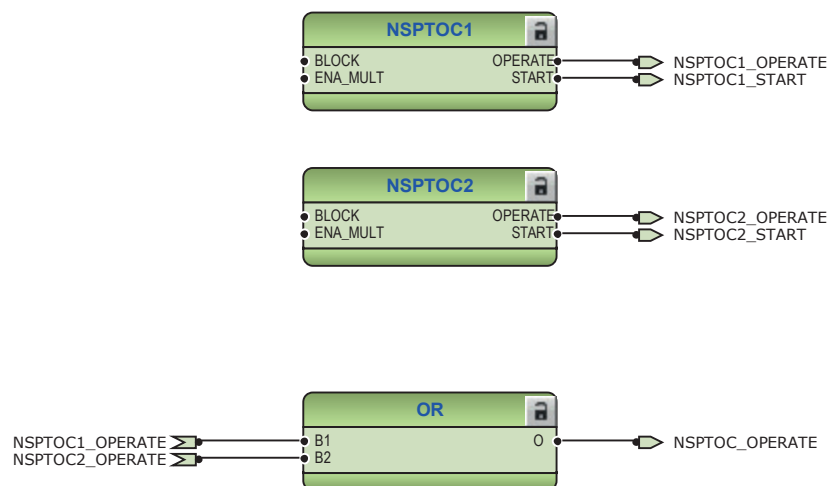 NSPTOC1
BLOCK OPERATE NSPTOC1_OPERATE
ENA_MULT START NSPTOC1_START
NSPTOC2
BLOCK OPERATE NSPTOC2_OPERATE
ENA_MULT START NSPTOC2_START
OR
NSPTOC1_OPERATE B1 O NSPTOC_OPERATE
NSPTOC2_OPERATE B2